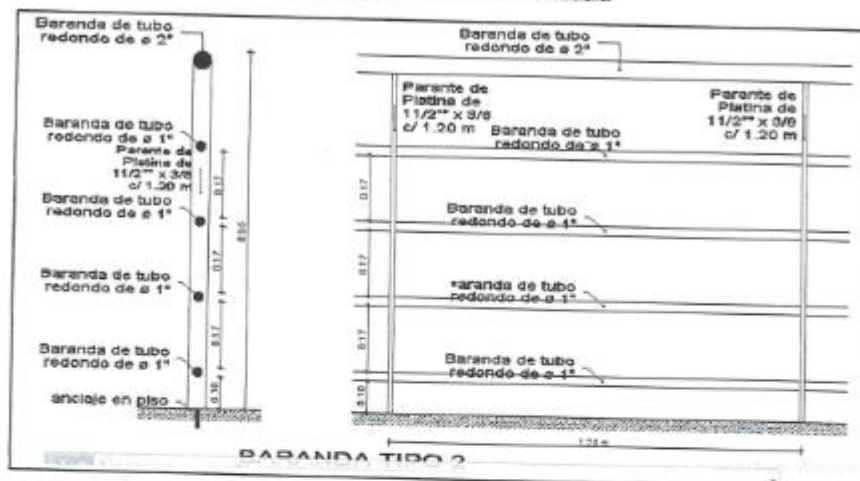 Baranda de tubo
redondo de ø 2"
Baranda de tubo
redondo de ø 1"
Parante de
Platina de
11/2"" x 3/8
c/ 1.20 m
Baranda de tubo
redondo de ø 1"
Baranda de tubo
redondo de ø 1"
Baranda de tubo
redondo de ø 1"
anclaje en piso
0.17
0.17
0.17
0.10
Baranda de tubo
redondo de ø 2"
Parante de
Platina de
11/2"" x 3/8
c/ 1.20 m
Parante de
Platina de
11/2"" x 3/8
c/ 1.20 m
Baranda de tubo
redondo de ø 1"
Baranda de tubo
redondo de ø 1"
*aranda de tubo
redondo de ø 1"
Baranda de tubo
redondo de ø 1"
0.17
0.17
0.17
0.10
BARANDA TIPO 2